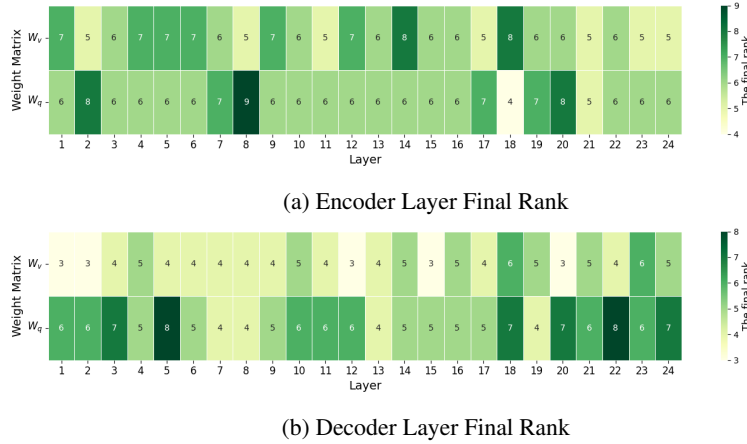 Weight Matrix
W_v 7 5 6 7 7 7 6 5 7 6 5 7 6 8 6 6 5 8 6 6 5 6 5 5
W_q 6 8 6 6 6 6 7 9 6 6 6 6 6 6 6 6 7 4 7 8 5 6 6 6
1 2 3 4 5 6 7 8 9 10 11 12 13 14 15 16 17 18 19 20 21 22 23 24
Layer
9
8
7
6
5
4
The final rank
(a) Encoder Layer Final Rank
Weight Matrix
W_v 3 3 4 5 4 4 4 4 4 5 4 3 4 5 3 5 4 6 5 3 5 4 6 5
W_q 6 6 7 5 8 5 4 4 5 6 6 6 4 5 5 5 5 7 4 7 6 8 6 7
1 2 3 4 5 6 7 8 9 10 11 12 13 14 15 16 17 18 19 20 21 22 23 24
Layer
8
7
6
5
4
3
The final rank
(b) Decoder Layer Final Rank